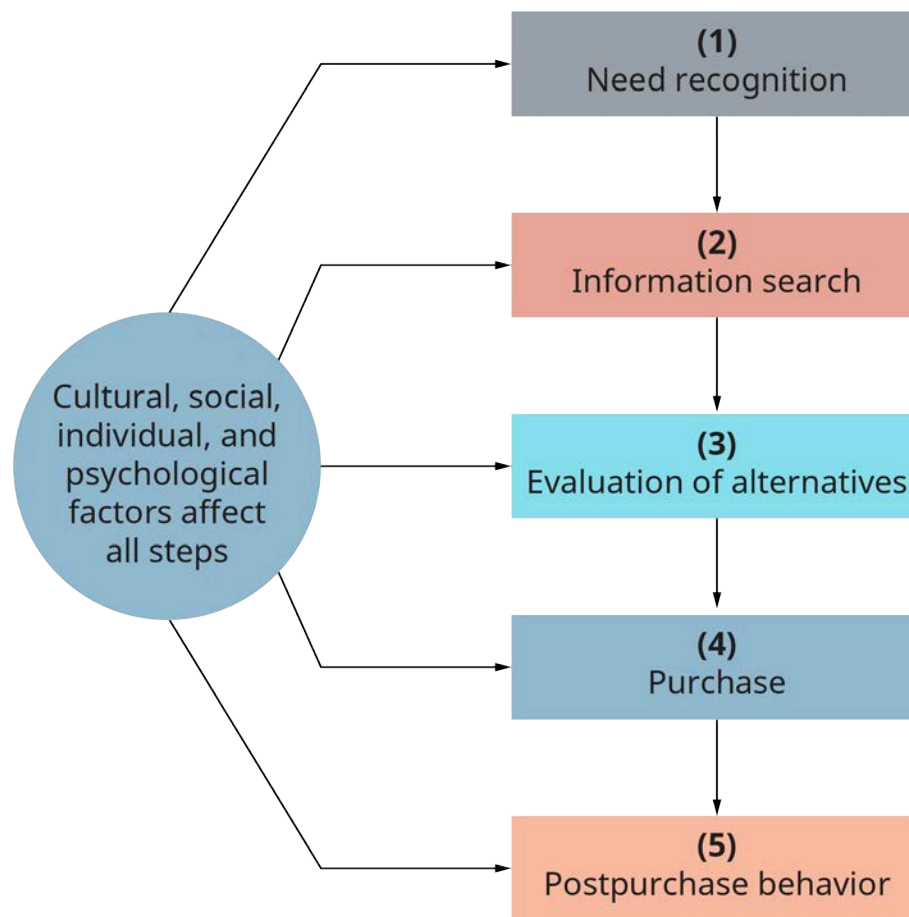 (1)
Need recognition
(2)
Information search
Cultural, social,
individual, and
psychological
factors affect
all steps
(3)
Evaluation of alternatives
(4)
Purchase
(5)
Postpurchase behavior